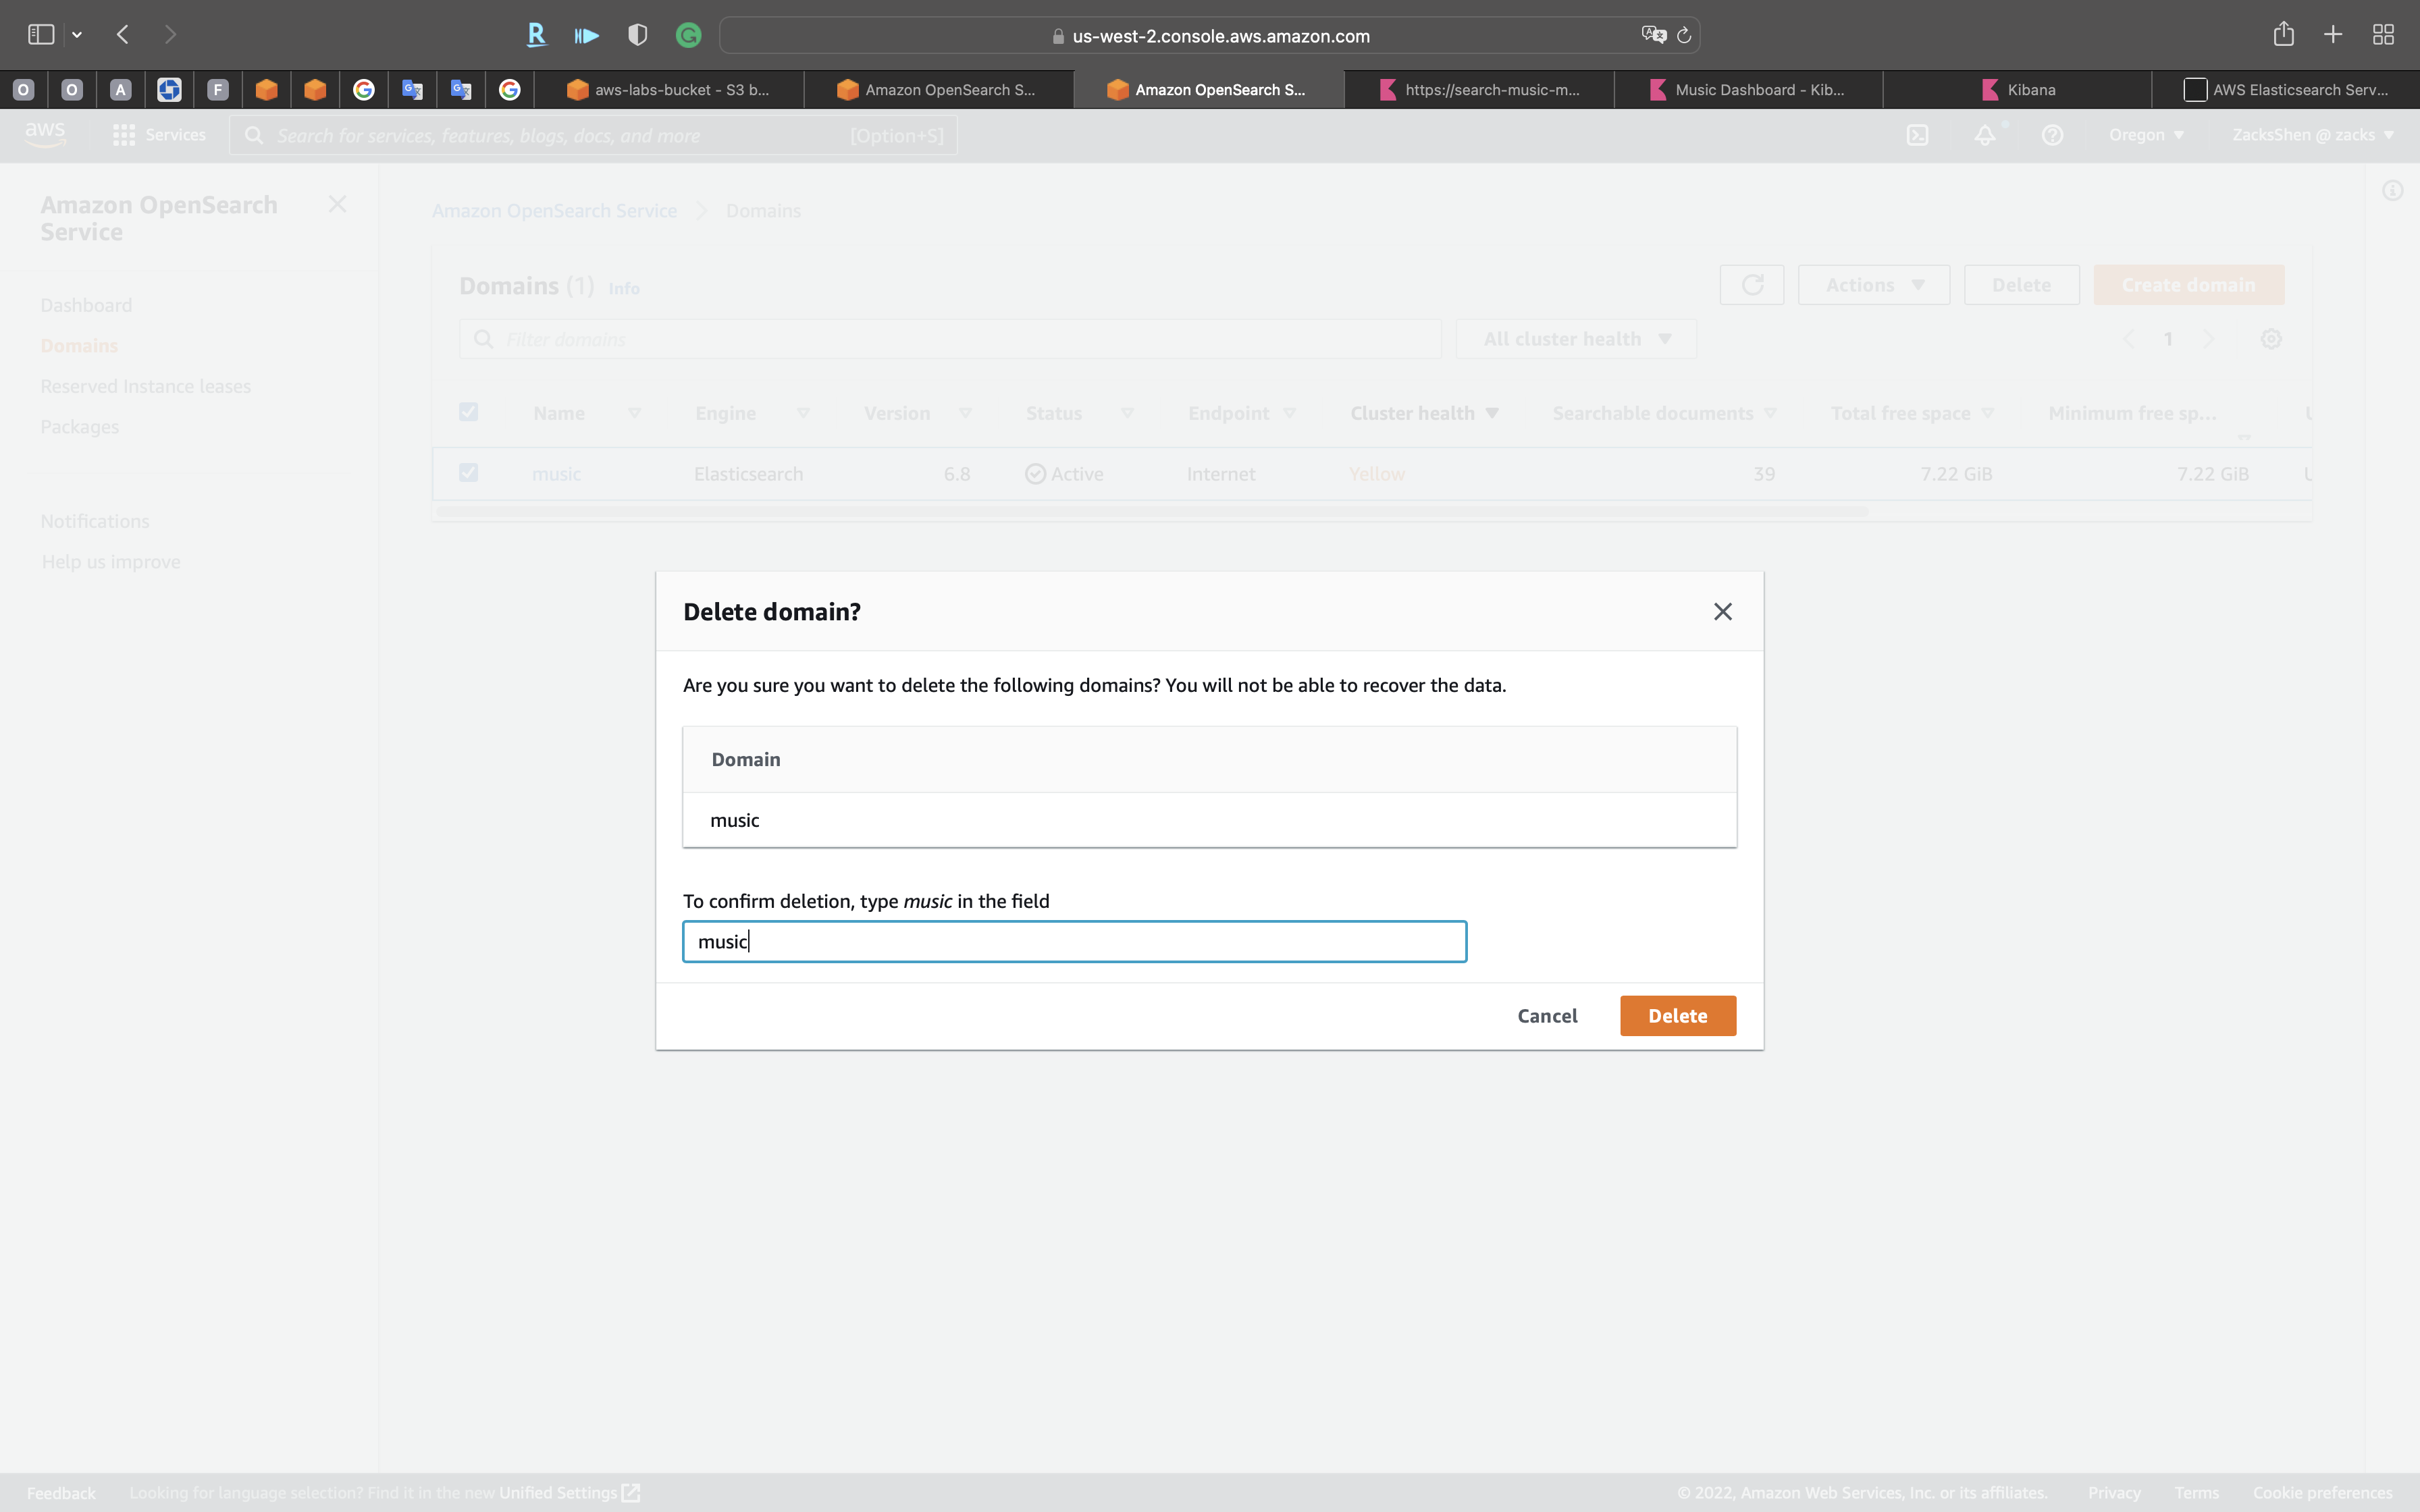 us-west-2.console.aws.amazon.com
O O A F aws-labs-bucket - S3 b... Amazon OpenSearch S... Amazon OpenSearch S... https://search-music-m... Music Dashboard - Kib... Kibana AWS Elasticsearch Serv...
aws Services Search for services, features, blogs, docs, and more [Option+S] Oregon ZacksShen @ zacks
Amazon OpenSearch
Service
Dashboard
Domains
Reserved Instance leases
Packages
Notifications
Help us improve
Amazon OpenSearch Service Domains
Domains (1) Info Actions Delete Create domain
Filter domains All cluster health 1
Name Engine Version Status Endpoint Cluster health Searchable documents Total free space Minimum free sp...
music Elasticsearch 6.8 Active Internet Yellow 39 7.22 GiB 7.22 GiB
Delete domain?
Are you sure you want to delete the following domains? You will not be able to recover the data.
Domain
music
To confirm deletion, type music in the field
music
Cancel Delete
Feedback Looking for language selection? Find it in the new Unified Settings © 2022, Amazon Web Services, Inc. or its affiliates. Privacy Terms Cookie preferences